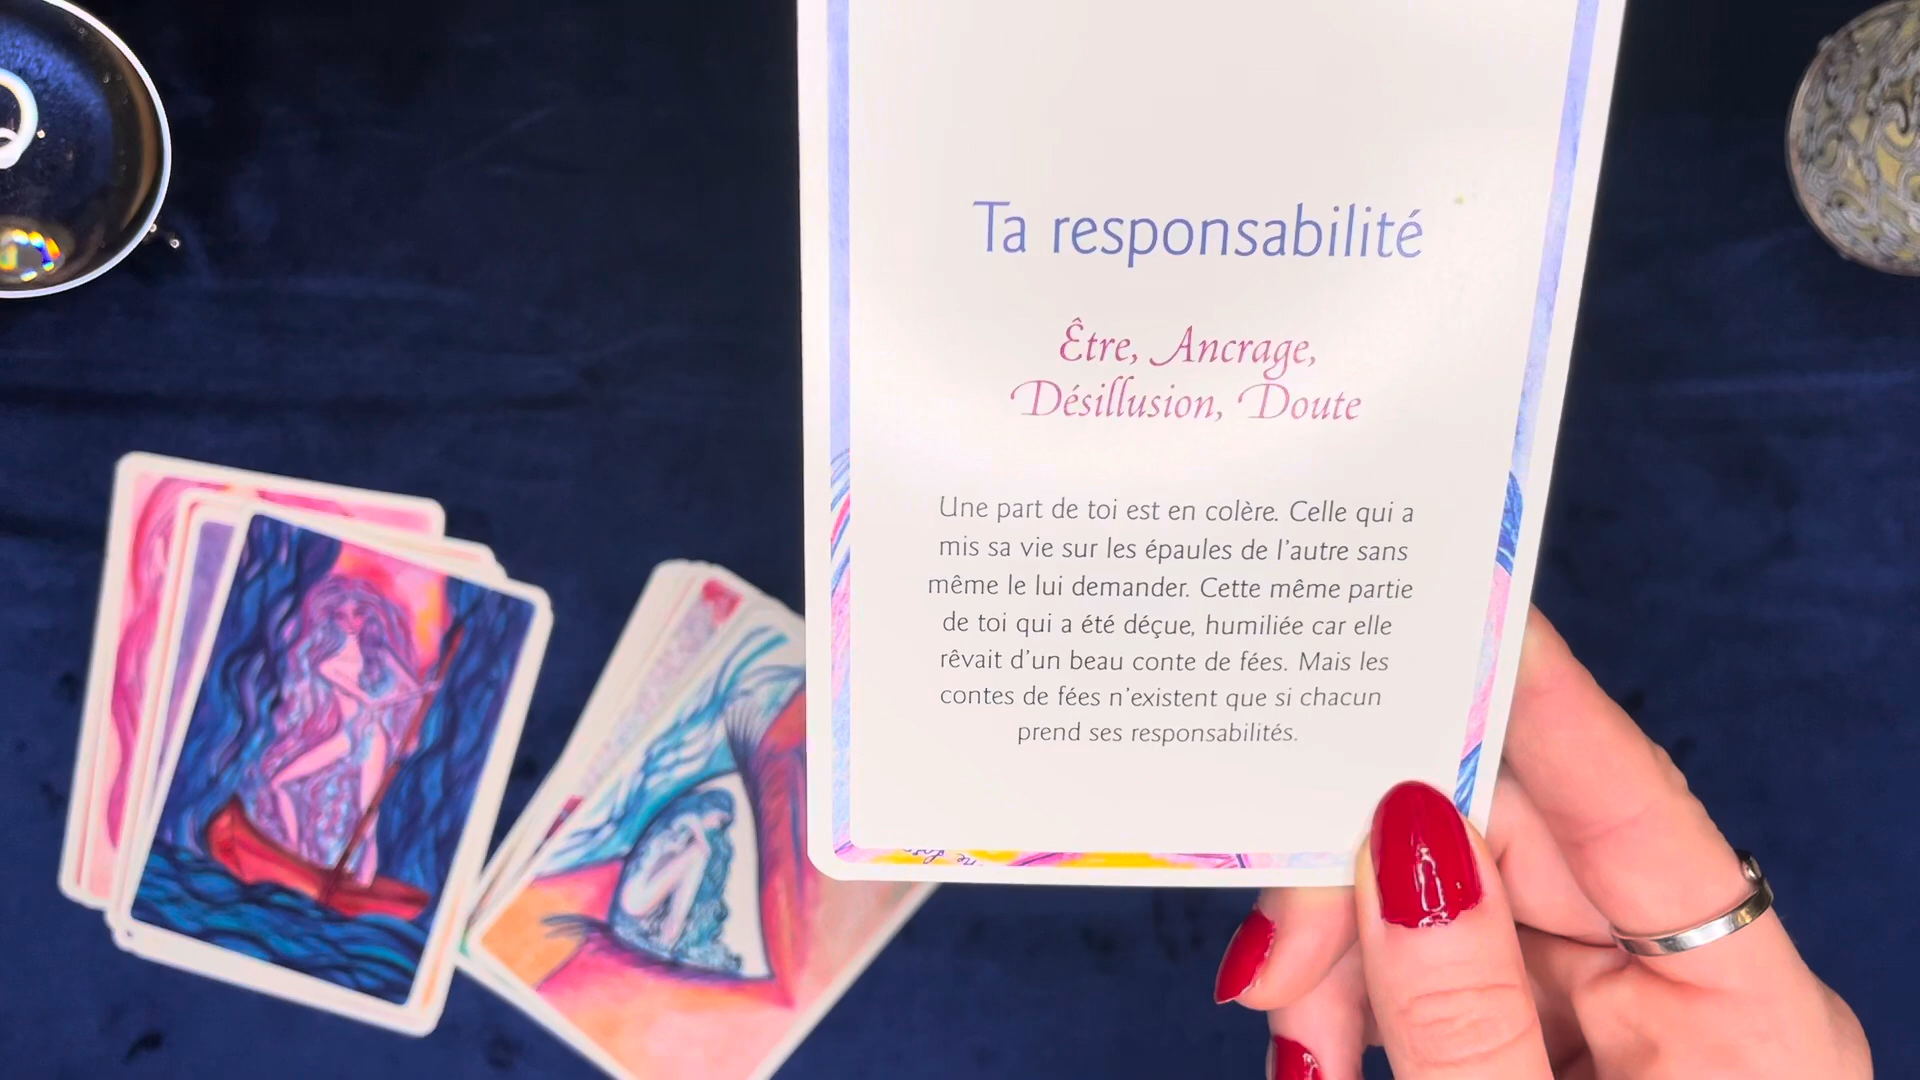 Ta responsabilité
Être, Ancrage,
Désillusion, Doute
Une part de toi est en colère. Celle qui a
mis sa vie sur les épaules de l'autre sans
même le lui demander. Cette même partie
de toi qui a été déçue, humiliée car elle
rêvait d'un beau conte de fées. Mais les
contes de fées n'existent que si chacun
prend ses responsabilités.